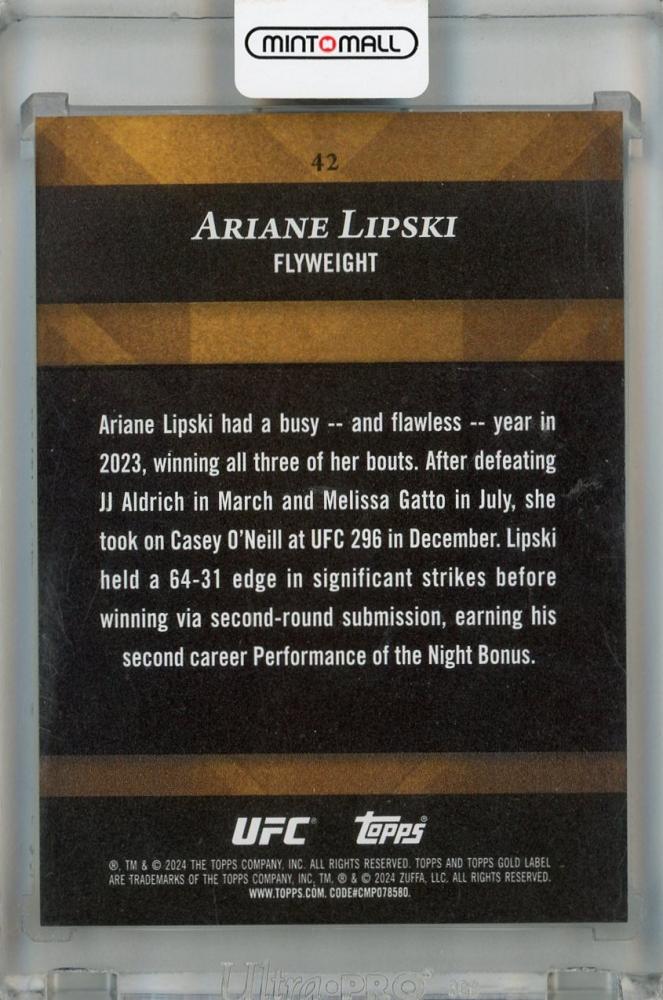 MINTOMALL
42
ARIANE LIPSKI
FLYWEIGHT
Ariane Lipski had a busy -- and flawless -- year in
2023, winning all three of her bouts. After defeating
JJ Aldrich in March and Melissa Gatto in July, she
took on Casey O'Neill at UFC 296 in December. Lipski
held a 64-31 edge in significant strikes before
winning via second-round submission, earning his
second career Performance of the Night Bonus.
UFC® Topps®
®, TM & © 2024 THE TOPPS COMPANY, INC. ALL RIGHTS RESERVED. TOPPS AND TOPPS GOLD LABEL
ARE TRADEMARKS OF THE TOPPS COMPANY, INC. TM, ® & © 2024 ZUFFA, LLC. ALL RIGHTS RESERVED.
WWW.TOPPS.COM. CODE#CMP078580.
Ultra•PRO®